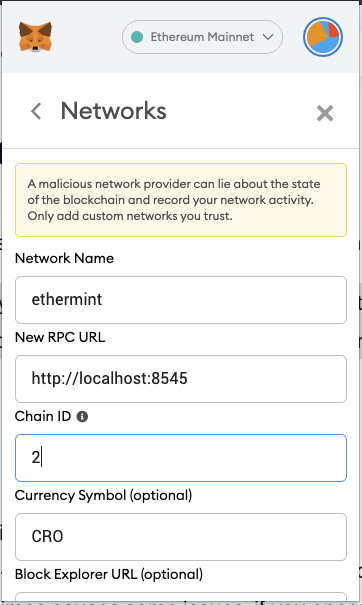 Ethereum Mainnet
Networks
A malicious network provider can lie about the state
of the blockchain and record your network activity.
Only add custom networks you trust.
Network Name
ethermint
New RPC URL
http://localhost:8545
Chain ID
2
Currency Symbol (optional)
CRO
Block Explorer URL (optional)